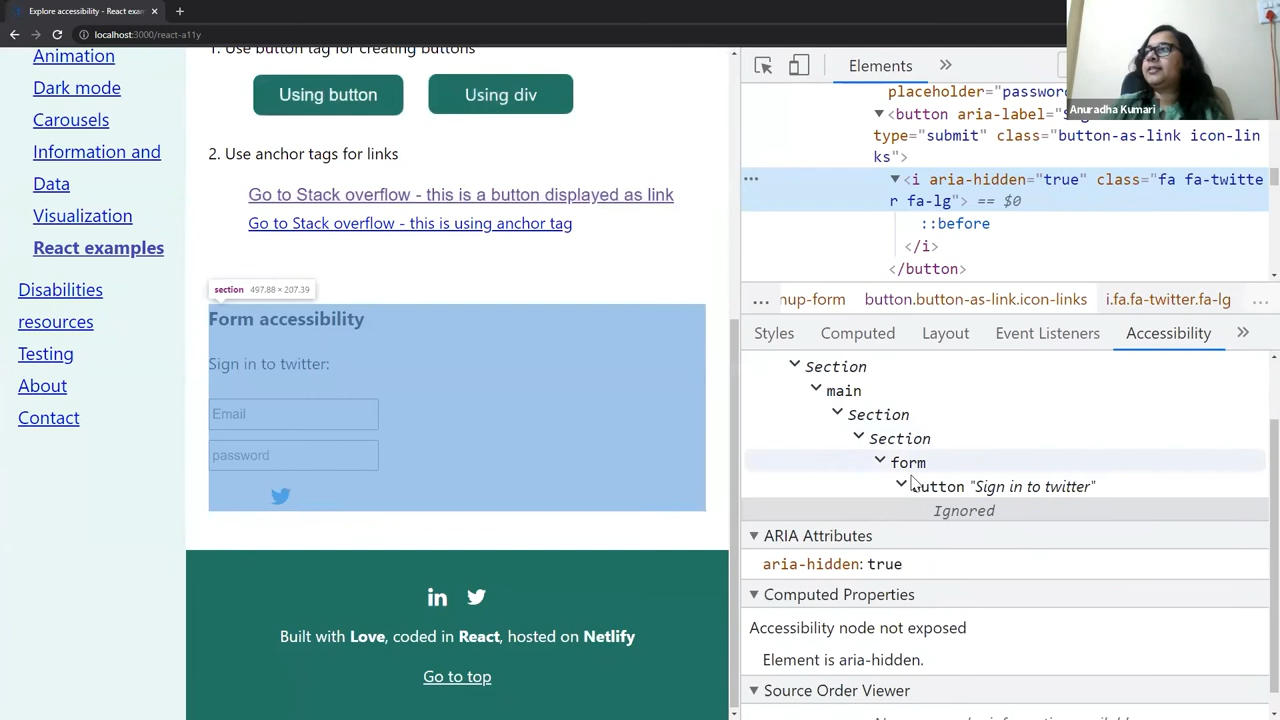 Explore accessibility - React exam
localhost:3000/react-a11y
Animation
Dark mode
Carousels
Information and
Data
Visualization
React examples
Disabilities
resources
Testing
About
Contact
1. Use button tag for creating buttons
Using button
Using div
2. Use anchor tags for links
Go to Stack overflow - this is a button displayed as link
Go to Stack overflow - this is using anchor tag
section 497.88 × 207.39
Form accessibility
Sign in to twitter:
Email
password
Built with Love, coded in React, hosted on Netlify
Go to top
Elements
placeholder="password
<button aria-label="
type="submit" class="button-as-link icon-lin
ks">
<i aria-hidden="true" class="fa fa-twitte
r fa-lg"> == $0
::before
</i>
</button>
... nup-form button.button-as-link.icon-links i.fa.fa-twitter.fa-lg ...
Styles Computed Layout Event Listeners Accessibility
Section
main
Section
Section
form
button "Sign in to twitter"
Ignored
ARIA Attributes
aria-hidden: true
Computed Properties
Accessibility node not exposed
Element is aria-hidden.
Source Order Viewer
Anuradha Kumari